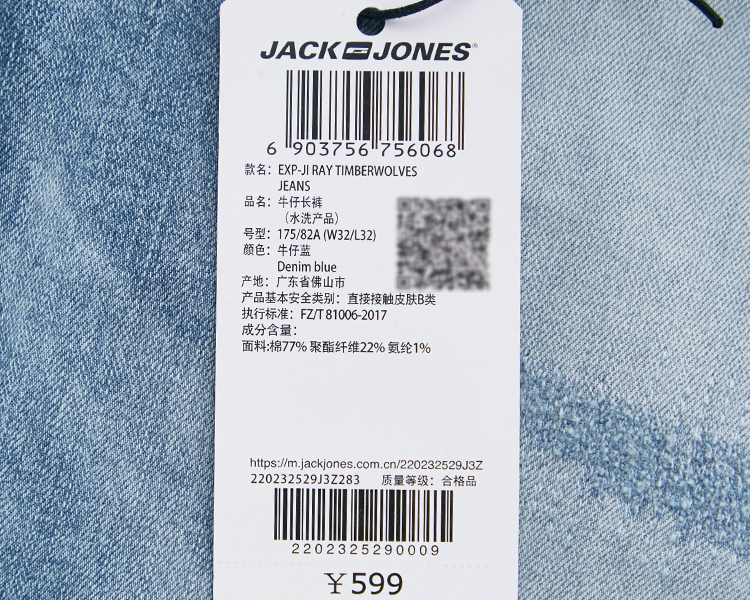 JACK JONES®
6 903756 756068
款名：EXP-JI RAY TIMBERWOLVES
JEANS
品名：牛仔长裤
（水洗产品）
号型：175/82A (W32/L32)
颜色：牛仔蓝
Denim blue
产地：广东省佛山市
产品基本安全类别：直接接触皮肤B类
执行标准：FZ/T 81006-2017
成分含量：
面料:棉77% 聚酯纤维22% 氨纶1%
https://m.jackjones.com.cn/220232529J3Z
220232529J3Z283 质量等级：合格品
2202325290009
￥599